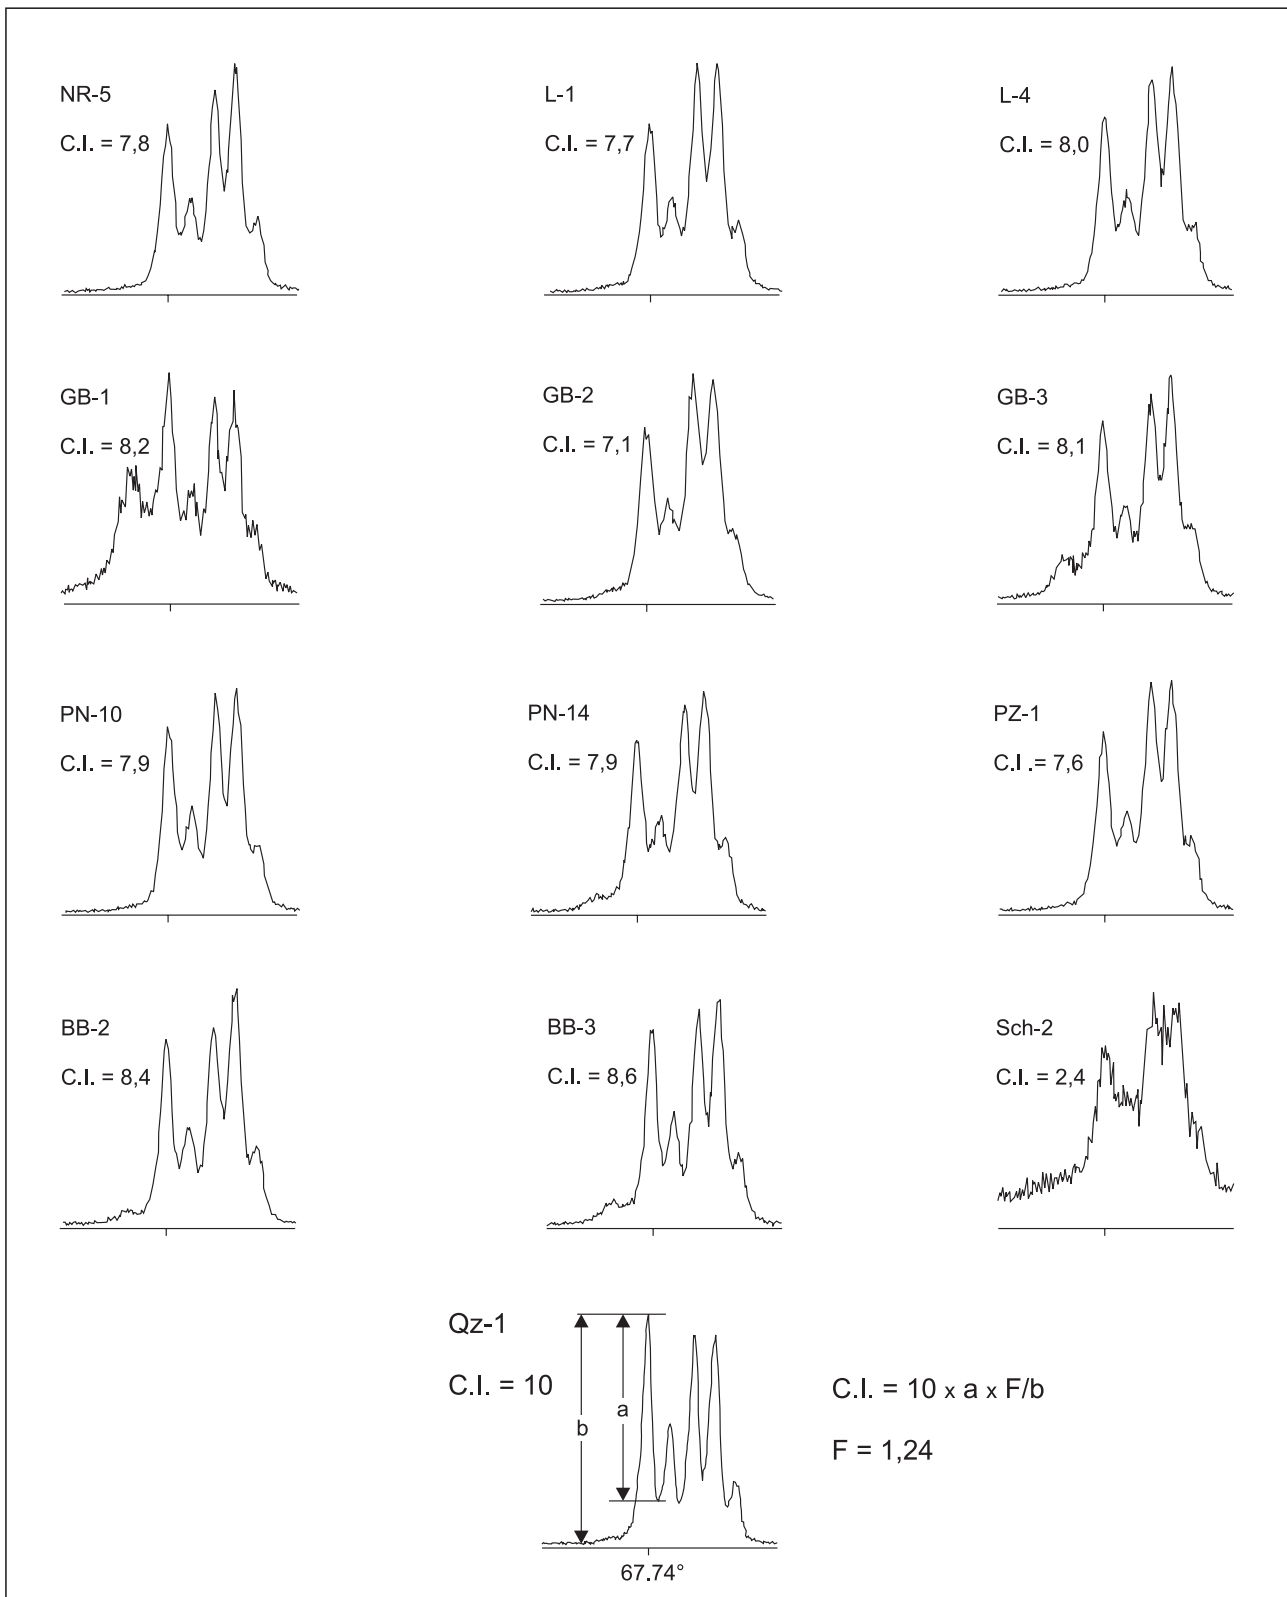 NR-5
C.I. = 7,8
L-1
C.I. = 7,7
L-4
C.I. = 8,0
GB-1
C.I. = 8,2
GB-2
C.I. = 7,1
GB-3
C.I. = 8,1
PN-10
C.I. = 7,9
PN-14
C.I. = 7,9
PZ-1
C.I .= 7,6
BB-2
C.I. = 8,4
BB-3
C.I. = 8,6
Sch-2
C.I. = 2,4
Qz-1
C.I. = 10
b
a
67.74°
C.I. = 10 x a x F/b
F = 1,24